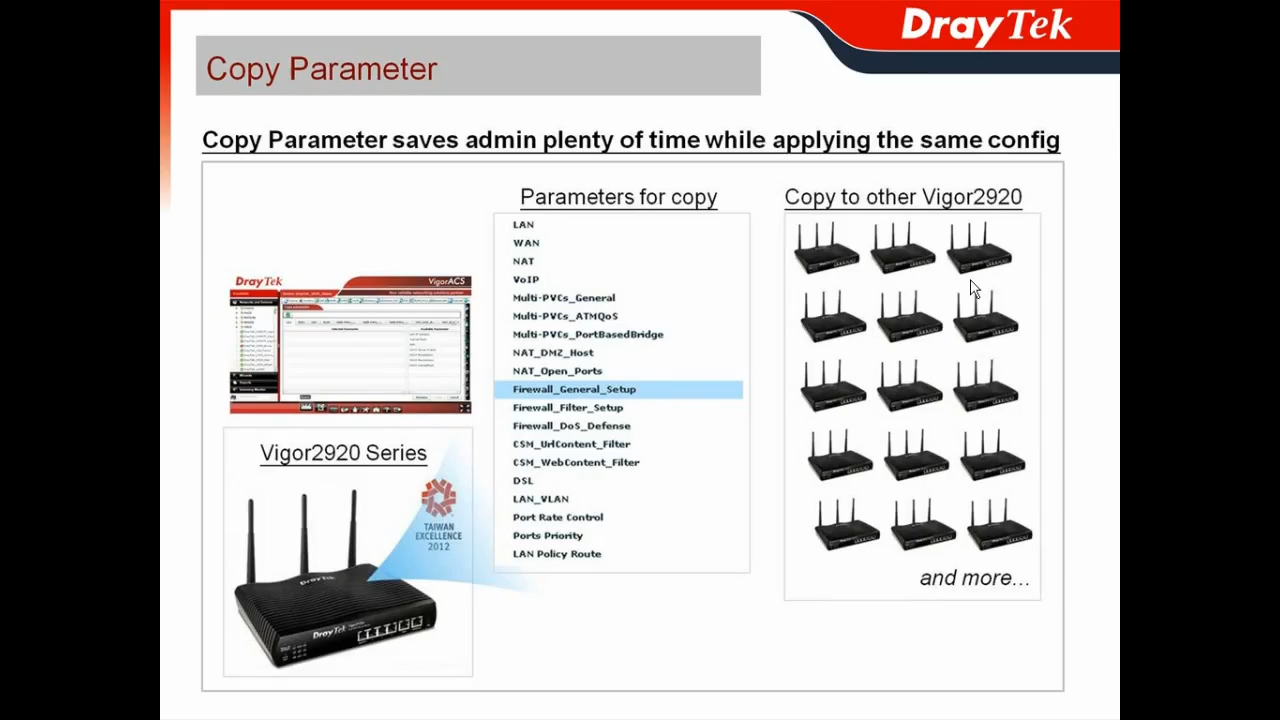 DrayTek
Copy Parameter
Copy Parameter saves admin plenty of time while applying the same config
DrayTek
VigorACS
Vigor2920 Series
TAIWAN
EXCELLENCE
2012
DrayTek
Parameters for copy
LAN
WAN
NAT
VoIP
Multi-PVCs_General
Multi-PVCs_ATMQoS
Multi-PVCs_PortBasedBridge
NAT_DMZ_Host
NAT_Open_Ports
Firewall_General_Setup
Firewall_Filter_Setup
Firewall_DoS_Defense
CSM_UrlContent_Filter
CSM_WebContent_Filter
DSL
LAN_VLAN
Port Rate Control
Ports Priority
LAN Policy Route
Copy to other Vigor2920
and more...